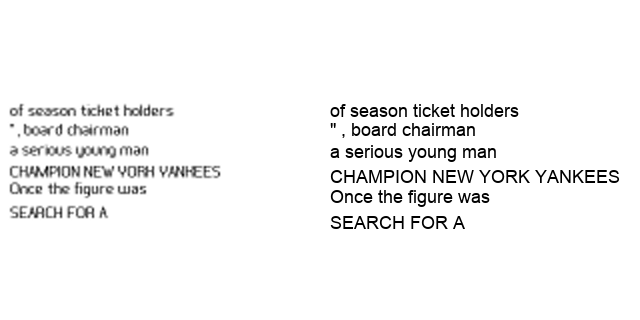 of season ticket holders
" , board chairman
a serious young man
CHAMPION NEW YORK YANKEES
Once the figure was
SEARCH FOR A
of season ticket holders
" , board chairman
a serious young man
CHAMPION NEW YORK YANKEES
Once the figure was
SEARCH FOR A